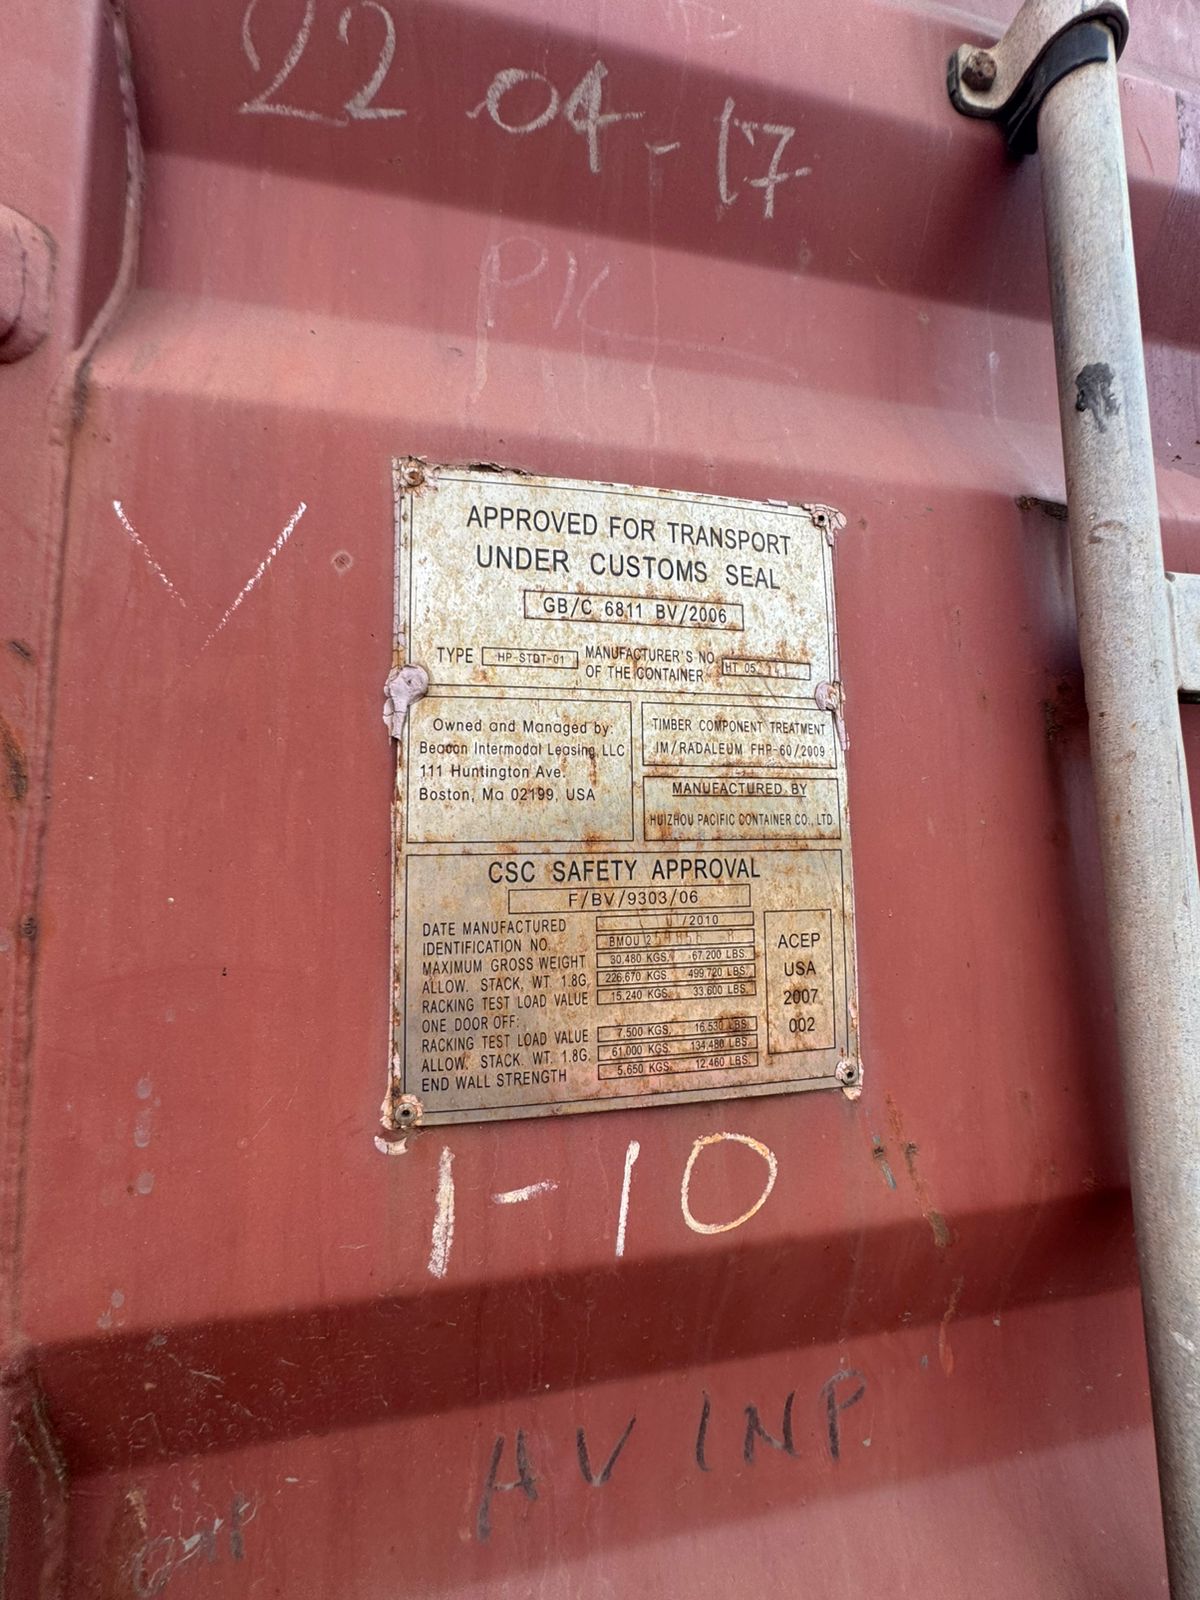 22 04-17
PK
APPROVED FOR TRANSPORT
UNDER CUSTOMS SEAL
GB/C 6811 BV/2006
TYPE HP-STDT-01 MANUFACTURER'S NO. OF THE CONTAINER HT 05
Owned and Managed by:
Beacon Intermodal Leasing, LLC
111 Huntington Ave.
Boston, Ma 02199, USA
TIMBER COMPONENT TREATMENT
IM/RADALEUM FHP-60/2009
MANUFACTURED BY
HUIZHOU PACIFIC CONTAINER CO., LTD.
CSC SAFETY APPROVAL
F/BV/9303/06
DATE MANUFACTURED /2010
IDENTIFICATION NO. BMOU
MAXIMUM GROSS WEIGHT 30,480 KGS. 67,200 LBS.
ALLOW. STACK. WT. 1.8G. 226,670 KGS. 499,720 LBS.
RACKING TEST LOAD VALUE 15,240 KGS. 33,600 LBS.
ONE DOOR OFF:
RACKING TEST LOAD VALUE 7,500 KGS. 16,530 LBS.
ALLOW. STACK. WT. 1.8G. 61,000 KGS. 134,480 LBS.
END WALL STRENGTH 5,650 KGS. 12,460 LBS.
ACEP
USA
2007
002
1-10
AV INP